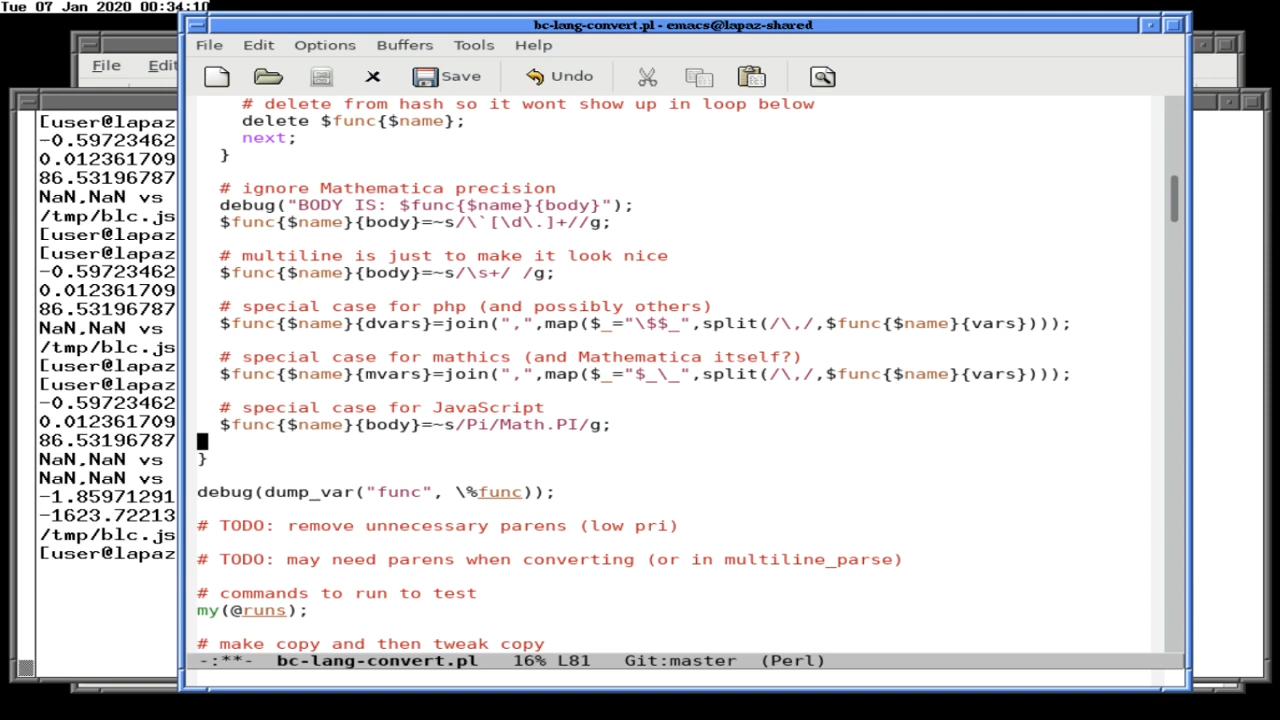 Tue 07 Jan 2020 00:34:10
bc-lang-convert.pl - emacs@lapaz-shared
File Edit Options Buffers Tools Help
Save Undo
File Edit
[user@lapaz
-0.59723462
0.012361709
86.53196787
NaN,NaN vs
/tmp/blc.js
[user@lapaz
[user@lapaz
-0.59723462
0.012361709
86.53196787
NaN,NaN vs
/tmp/blc.js
[user@lapaz
[user@lapaz
-0.59723462
0.012361709
86.53196787
NaN,NaN vs
NaN,NaN vs
-1.85971291
-1623.72213
/tmp/blc.js
[user@lapaz
# delete from hash so it wont show up in loop below
delete $func{$name};
next;
}
# ignore Mathematica precision
debug("BODY IS: $func{$name}{body}");
$func{$name}{body}=~s/\`[\d\.]+//g;
# multiline is just to make it look nice
$func{$name}{body}=~s/\s+/ /g;
# special case for php (and possibly others)
$func{$name}{dvars}=join(",",map($_="\$$_",split(/\,/,$func{$name}{vars})));
# special case for mathics (and Mathematica itself?)
$func{$name}{mvars}=join(",",map($_="$_\_",split(/\,/,$func{$name}{vars})));
# special case for JavaScript
$func{$name}{body}=~s/Pi/Math.PI/g;
}
debug(dump_var("func", \%func));
# TODO: remove unnecessary parens (low pri)
# TODO: may need parens when converting (or in multiline_parse)
# commands to run to test
my(@runs);
# make copy and then tweak copy
-:**- bc-lang-convert.pl 16% L81 Git:master (Perl)